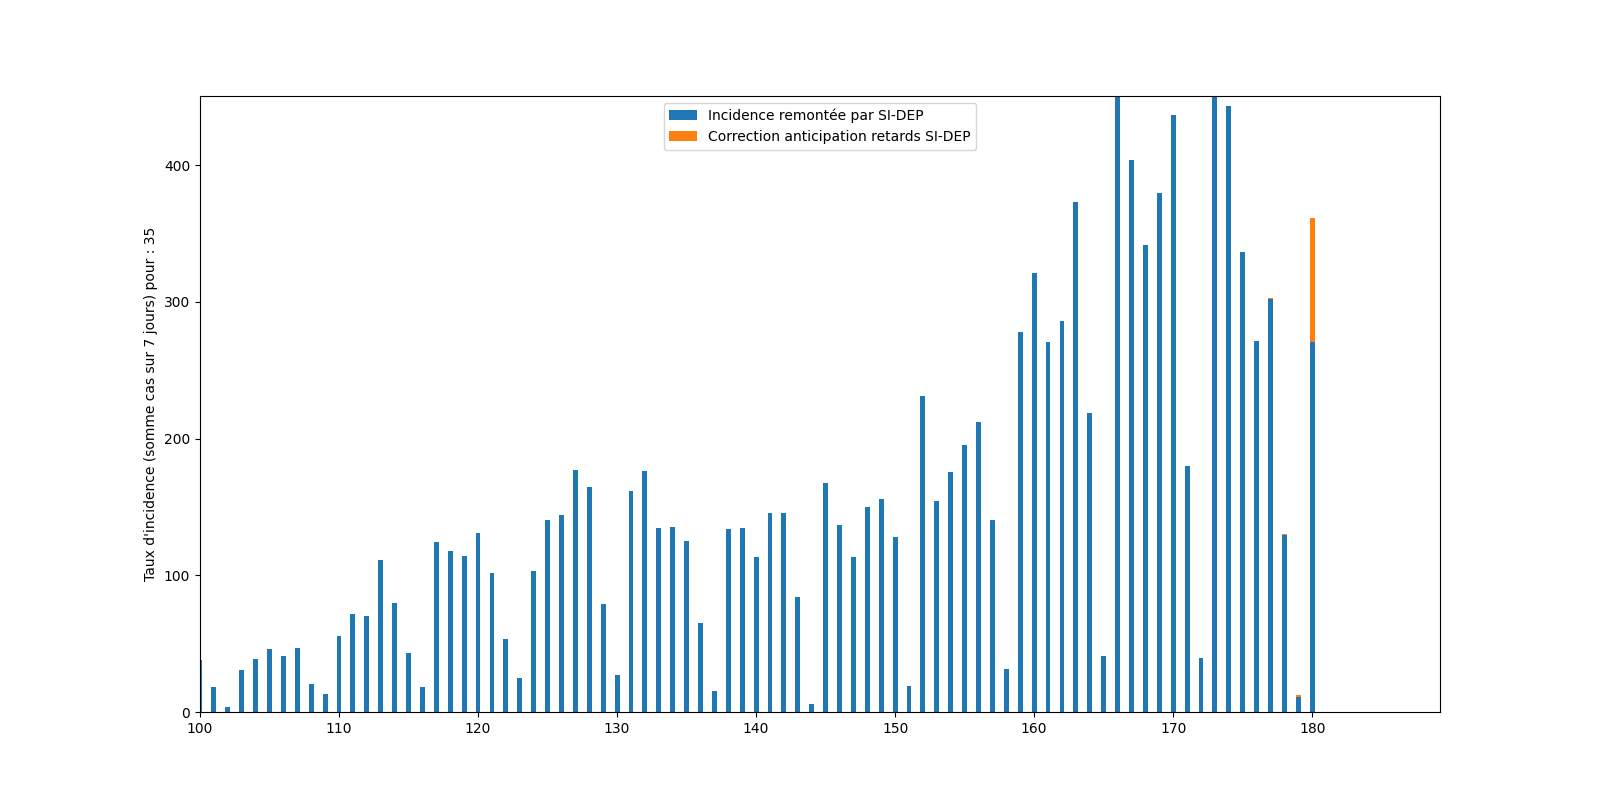 Incidence remontée par SI-DEP
Correction anticipation retards SI-DEP
Taux d'incidence (somme cas sur 7 jours) pour : 35
400
300
200
100
0
100 110 120 130 140 150 160 170 180